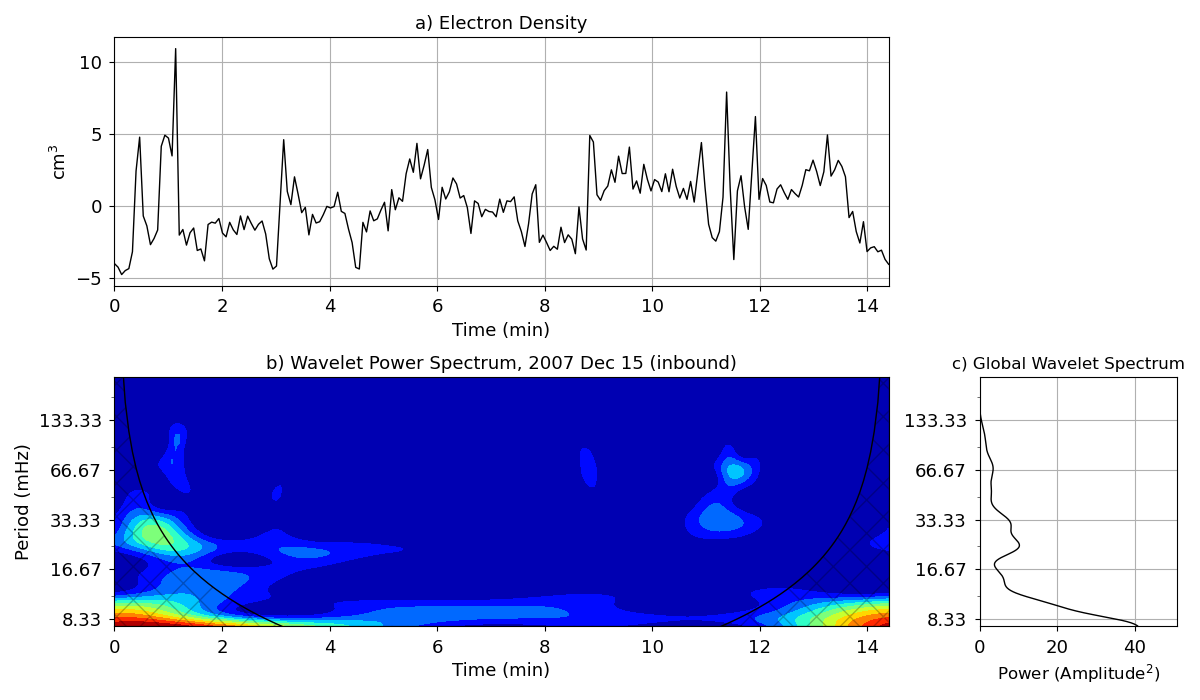 a) Electron Density
10
5
0
−5
cm³
0 2 4 6 8 10 12 14
Time (min)
b) Wavelet Power Spectrum, 2007 Dec 15 (inbound)
133.33
66.67
33.33
16.67
8.33
Period (mHz)
0 2 4 6 8 10 12 14
Time (min)
c) Global Wavelet Spectrum
133.33
66.67
33.33
16.67
8.33
0 20 40
Power (Amplitude²)